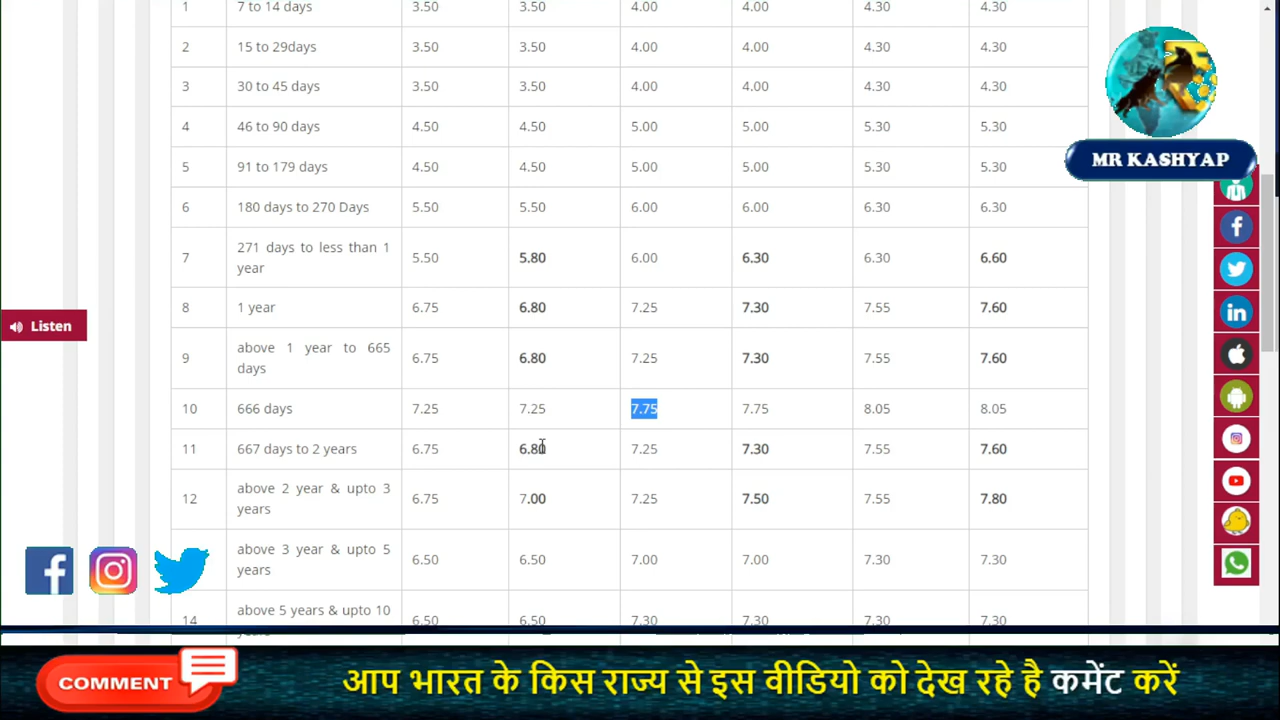 1 7 to 14 days 3.50 3.50 4.00 4.00 4.30 4.30
2 15 to 29days 3.50 3.50 4.00 4.00 4.30 4.30
3 30 to 45 days 3.50 3.50 4.00 4.00 4.30 4.30
4 46 to 90 days 4.50 4.50 5.00 5.00 5.30 5.30
MR KASHYAP
5 91 to 179 days 4.50 4.50 5.00 5.00 5.30 5.30
6 180 days to 270 Days 5.50 5.50 6.00 6.00 6.30 6.30
7 271 days to less than 1 5.50 5.80 6.00 6.30 6.30 6.60
year
8 1 year 6.75 6.80 7.25 7.30 7.55 7.60
Listen
9 above 1 year to 665 6.75 6.80 7.25 7.30 7.55 7.60
days
10 666 days 7.25 7.25 7.75 7.75 8.05 8.05
11 667 days to 2 years 6.75 6.80 7.25 7.30 7.55 7.60
12 above 2 year & upto 3 6.75 7.00 7.25 7.50 7.55 7.80
years
above 3 year & upto 5 6.50 6.50 7.00 7.00 7.30 7.30
years
14 above 5 years & upto 10 6.50 6.50 7.30 7.30 7.30 7.30
COMMENT
आप भारत के किस राज्य से इस वीडियो को देख रहे है कमेंट करें